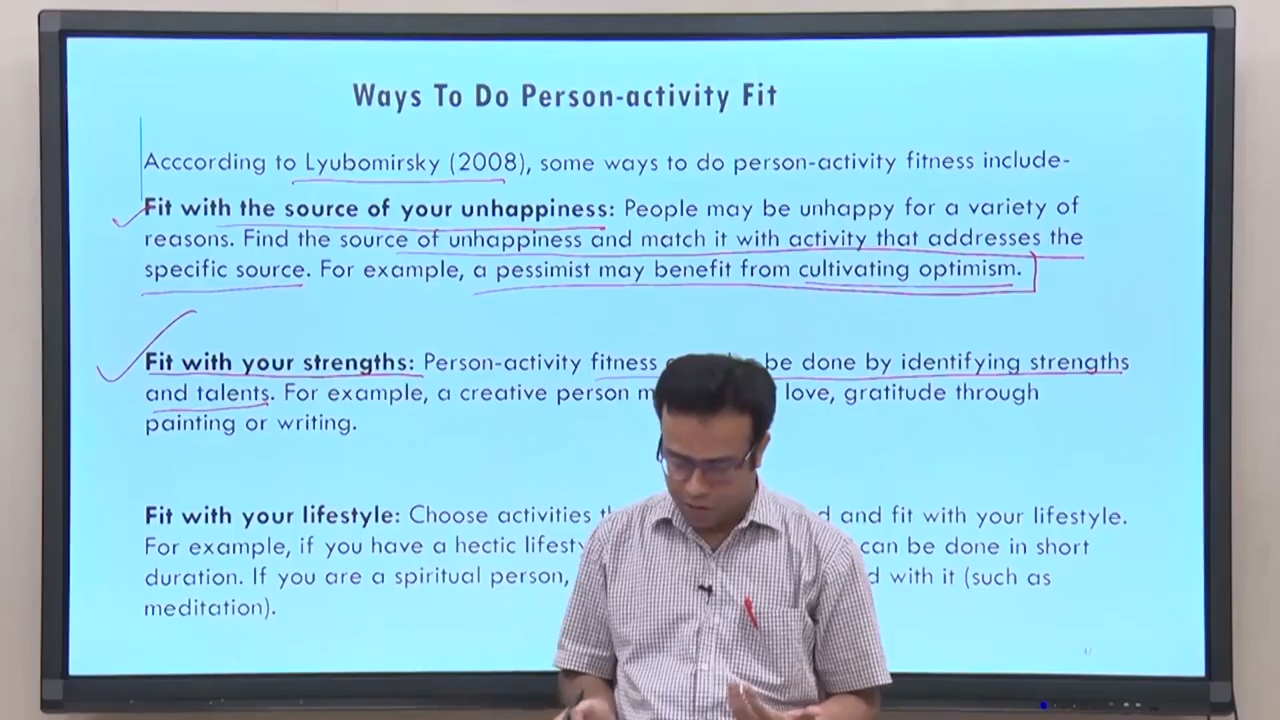 Ways To Do Person-activity Fit
Acccording to Lyubomirsky (2008), some ways to do person-activity fitness include-
Fit with the source of your unhappiness: People may be unhappy for a variety of
reasons. Find the source of unhappiness and match it with activity that addresses the
specific source. For example, a pessimist may benefit from cultivating optimism.
Fit with your strengths: Person-activity fitness be done by identifying strengths
and talents. For example, a creative person love, gratitude through
painting or writing.
Fit with your lifestyle: Choose activities and fit with your lifestyle.
For example, if you have a hectic can be done in short
duration. If you are a spiritual person, with it (such as
meditation).